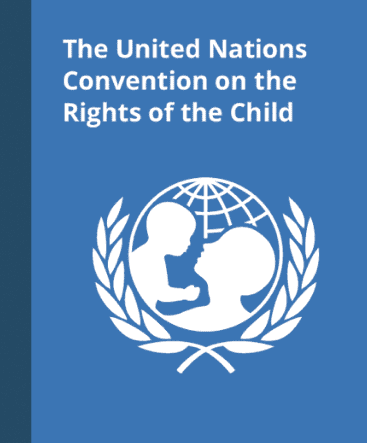 The United Nations
Convention on the
Rights of the Child